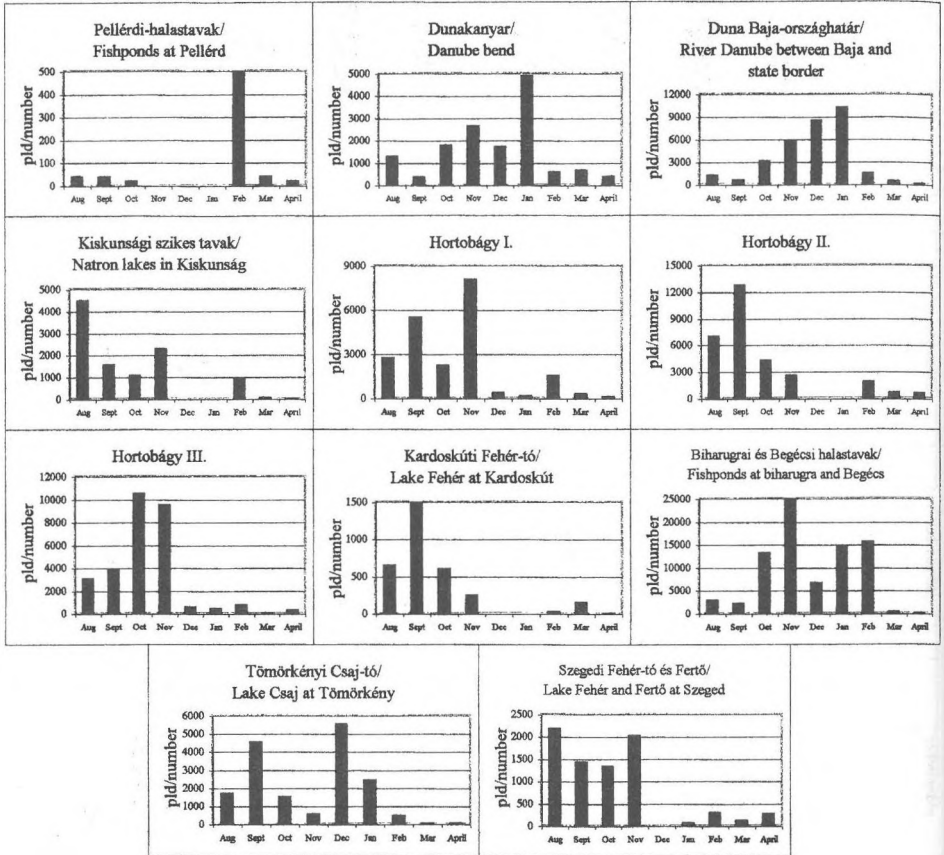 Pellérdi-halastavak/
Fishponds at Pellérd
pld/number
500
400
300
200
100
0
Aug Sept Oct Nov Dec Jan Feb Mar April
Dunakanyar/
Danube bend
pld/number
5000
4000
3000
2000
1000
0
Aug Sept Oct Nov Dec Jan Feb Mar April
Duna Baja-országhatár/
River Danube between Baja and
state border
pld/number
12000
9000
6000
3000
0
Aug Sept Oct Nov Dec Jan Feb Mar April
Kiskunsági szikes tavak/
Natron lakes in Kiskunság
pld/number
5000
4000
3000
2000
1000
0
Aug Sept Oct Nov Dec Jan Feb Mar April
Hortobágy I.
pld/number
9000
6000
3000
0
Aug Sept Oct Nov Dec Jan Feb Mar April
Hortobágy II.
pld/number
15000
12000
9000
6000
3000
0
Aug Sept Oct Nov Dec Jan Feb Mar April
Hortobágy III.
pld/number
12000
10000
8000
6000
4000
2000
0
Aug Sept Oct Nov Dec Jan Feb Mar April
Kardoskúti Fehér-tó/
Lake Fehér at Kardoskút
pld/number
1500
1000
500
0
Aug Sept Oct Nov Dec Jan Feb Mar April
Biharugrai és Begécsi halastavak/
Fishponds at biharugra and Begécs
pld/number
25000
20000
15000
10000
5000
0
Aug Sept Oct Nov Dec Jan Feb Mar April
Tömörkényi Csaj-tó/
Lake Csaj at Tömörkény
pld/number
6000
5000
4000
3000
2000
1000
0
Aug Sept Oct Nov Dec Jan Feb Mar April
Szegedi Fehér-tó és Fertő/
Lake Fehér and Fertő at Szeged
pld/number
2500
2000
1500
1000
500
0
Aug Sept Oct Nov Dec Jan Feb Mar April